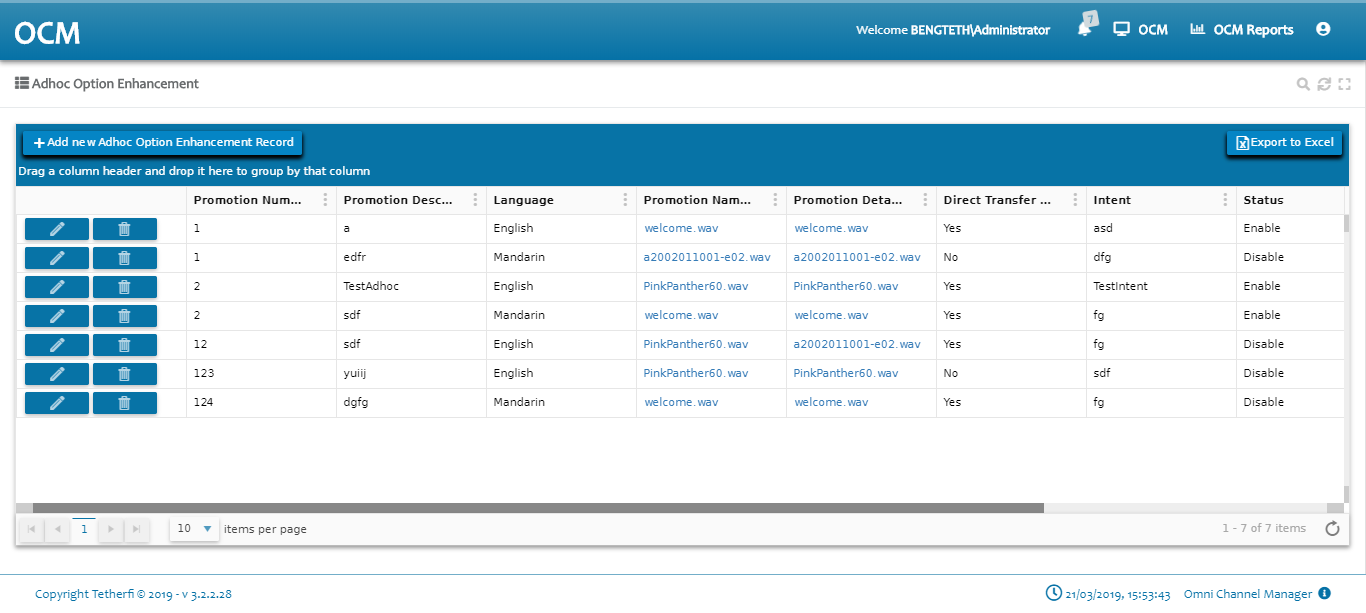 OCM
Welcome BENGTETH\Administrator
7
OCM
OCM Reports
Adhoc Option Enhancement
Add new Adhoc Option Enhancement Record
Export to Excel
Drag a column header and drop it here to group by that column
Promotion Num... Promotion Desc... Language Promotion Nam... Promotion Deta... Direct Transfer ... Intent Status
1 a English welcome.wav welcome.wav Yes asd Enable
1 edfr Mandarin a2002011001-e02.wav a2002011001-e02.wav No dfg Disable
2 TestAdhoc English PinkPanther60.wav PinkPanther60.wav Yes TestIntent Enable
2 sdf Mandarin welcome.wav welcome.wav Yes fg Enable
12 sdf English PinkPanther60.wav a2002011001-e02.wav Yes fg Disable
123 yuiij English PinkPanther60.wav PinkPanther60.wav No sdf Disable
124 dgfg Mandarin welcome.wav welcome.wav Yes fg Disable
1 10 items per page 1 - 7 of 7 items
Copyright Tetherfi © 2019 - v 3.2.2.28 21/03/2019, 15:53:43 Omni Channel Manager